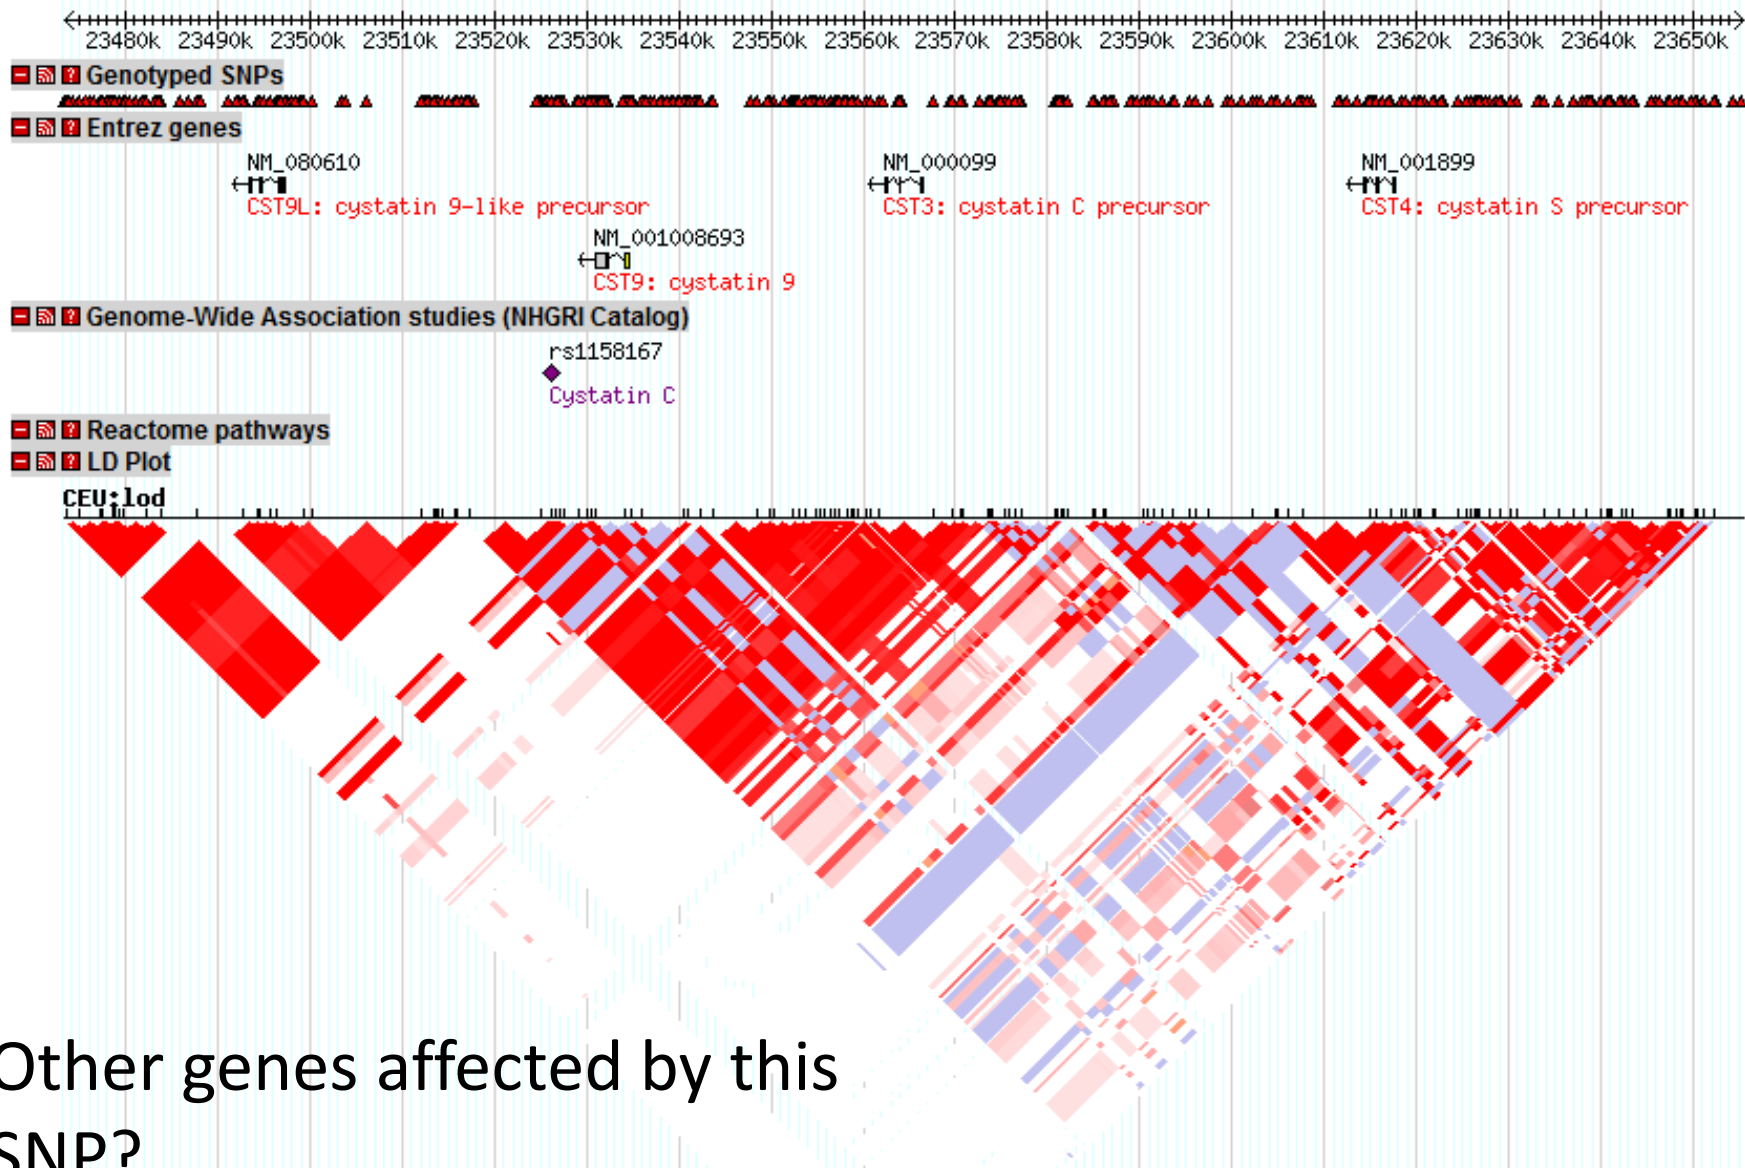 23480k 23490k 23500k 23510k 23520k 23530k 23540k 23550k 23560k 23570k 23580k 23590k 23600k 23610k 23620k 23630k 23640k 23650k
Genotyped SNPs
Entrez genes
NM_080610 NM_000099 NM_001899
CST9L: cystatin 9-like precursor CST3: cystatin C precursor CST4: cystatin S precursor
NM_001008693
CST9: cystatin 9
Genome-Wide Association studies (NHGRI Catalog)
rs1158167
Cystatin C
Reactome pathways
LD Plot
CEU:lod
Other genes affected by this
SNP?